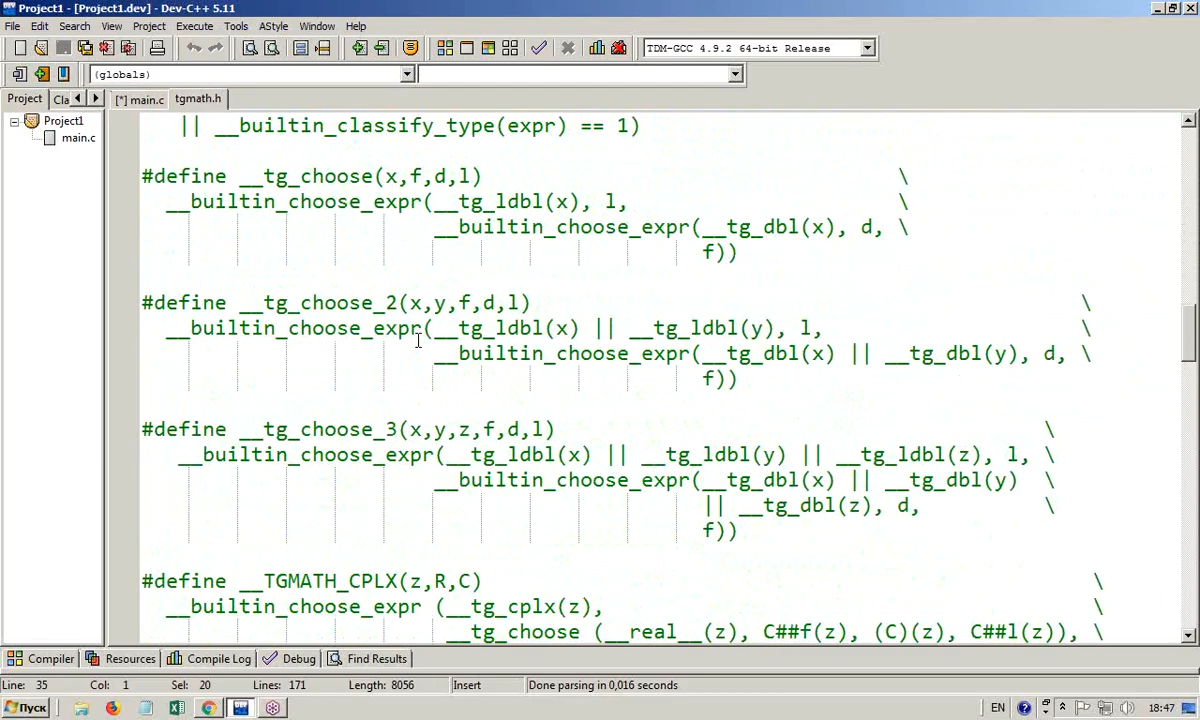 Project1 - [Project1.dev] - Dev-C++ 5.11
File Edit Search View Project Execute Tools AStyle Window Help
TDM-GCC 4.9.2 64-bit Release
(globals)
Project Cla [*] main.c tgmath.h
Project1
main.c
|| __builtin_classify_type(expr) == 1)
#define __tg_choose(x,f,d,l) \
__builtin_choose_expr(__tg_ldbl(x), l, \
__builtin_choose_expr(__tg_dbl(x), d, \
f))
#define __tg_choose_2(x,y,f,d,l) \
__builtin_choose_expr(__tg_ldbl(x) || __tg_ldbl(y), l, \
__builtin_choose_expr(__tg_dbl(x) || __tg_dbl(y), d, \
f))
#define __tg_choose_3(x,y,z,f,d,l) \
__builtin_choose_expr(__tg_ldbl(x) || __tg_ldbl(y) || __tg_ldbl(z), l, \
__builtin_choose_expr(__tg_dbl(x) || __tg_dbl(y) \
|| __tg_dbl(z), d, \
f))
#define __TGMATH_CPLX(z,R,C) \
__builtin_choose_expr (__tg_cplx(z), \
__tg_choose (__real__(z), C##f(z), (C)(z), C##l(z)), \
Compiler Resources Compile Log Debug Find Results
Line: 35 Col: 1 Sel: 20 Lines: 171 Length: 8056 Insert Done parsing in 0,016 seconds
Пуск EN 18:47